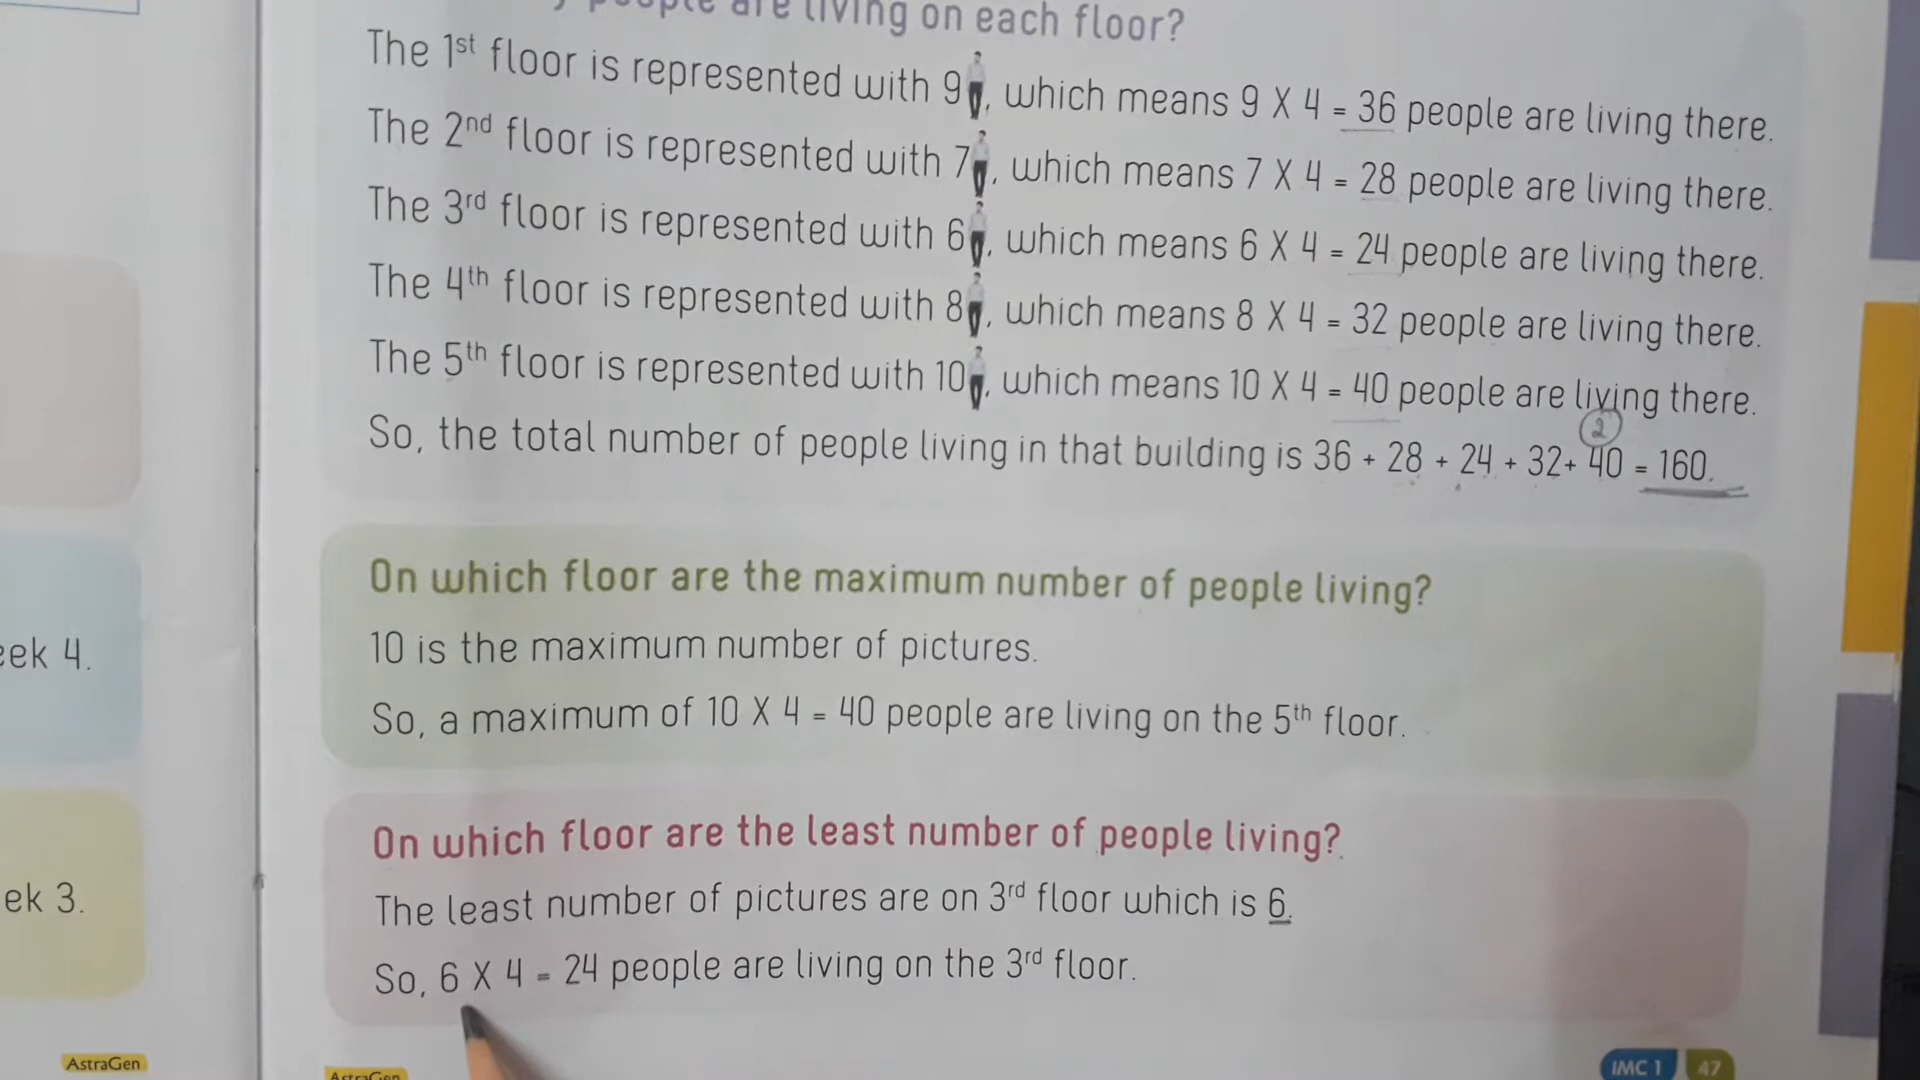 people are living on each floor?
The 1st floor is represented with 9, which means 9 X 4 = 36 people are living there.
The 2nd floor is represented with 7, which means 7 X 4 = 28 people are living there.
The 3rd floor is represented with 6, which means 6 X 4 = 24 people are living there.
The 4th floor is represented with 8, which means 8 X 4 = 32 people are living there.
The 5th floor is represented with 10, which means 10 X 4 = 40 people are living there.
2
So, the total number of people living in that building is 36 + 28 + 24 + 32+ 40 = 160.
On which floor are the maximum number of people living?
10 is the maximum number of pictures.
So, a maximum of 10 X 4 = 40 people are living on the 5th floor.
On which floor are the least number of people living?
The least number of pictures are on 3rd floor which is 6.
So, 6 X 4 = 24 people are living on the 3rd floor.
eek 4.
ek 3.
AstraGen
AstraGen
IMC 1 47